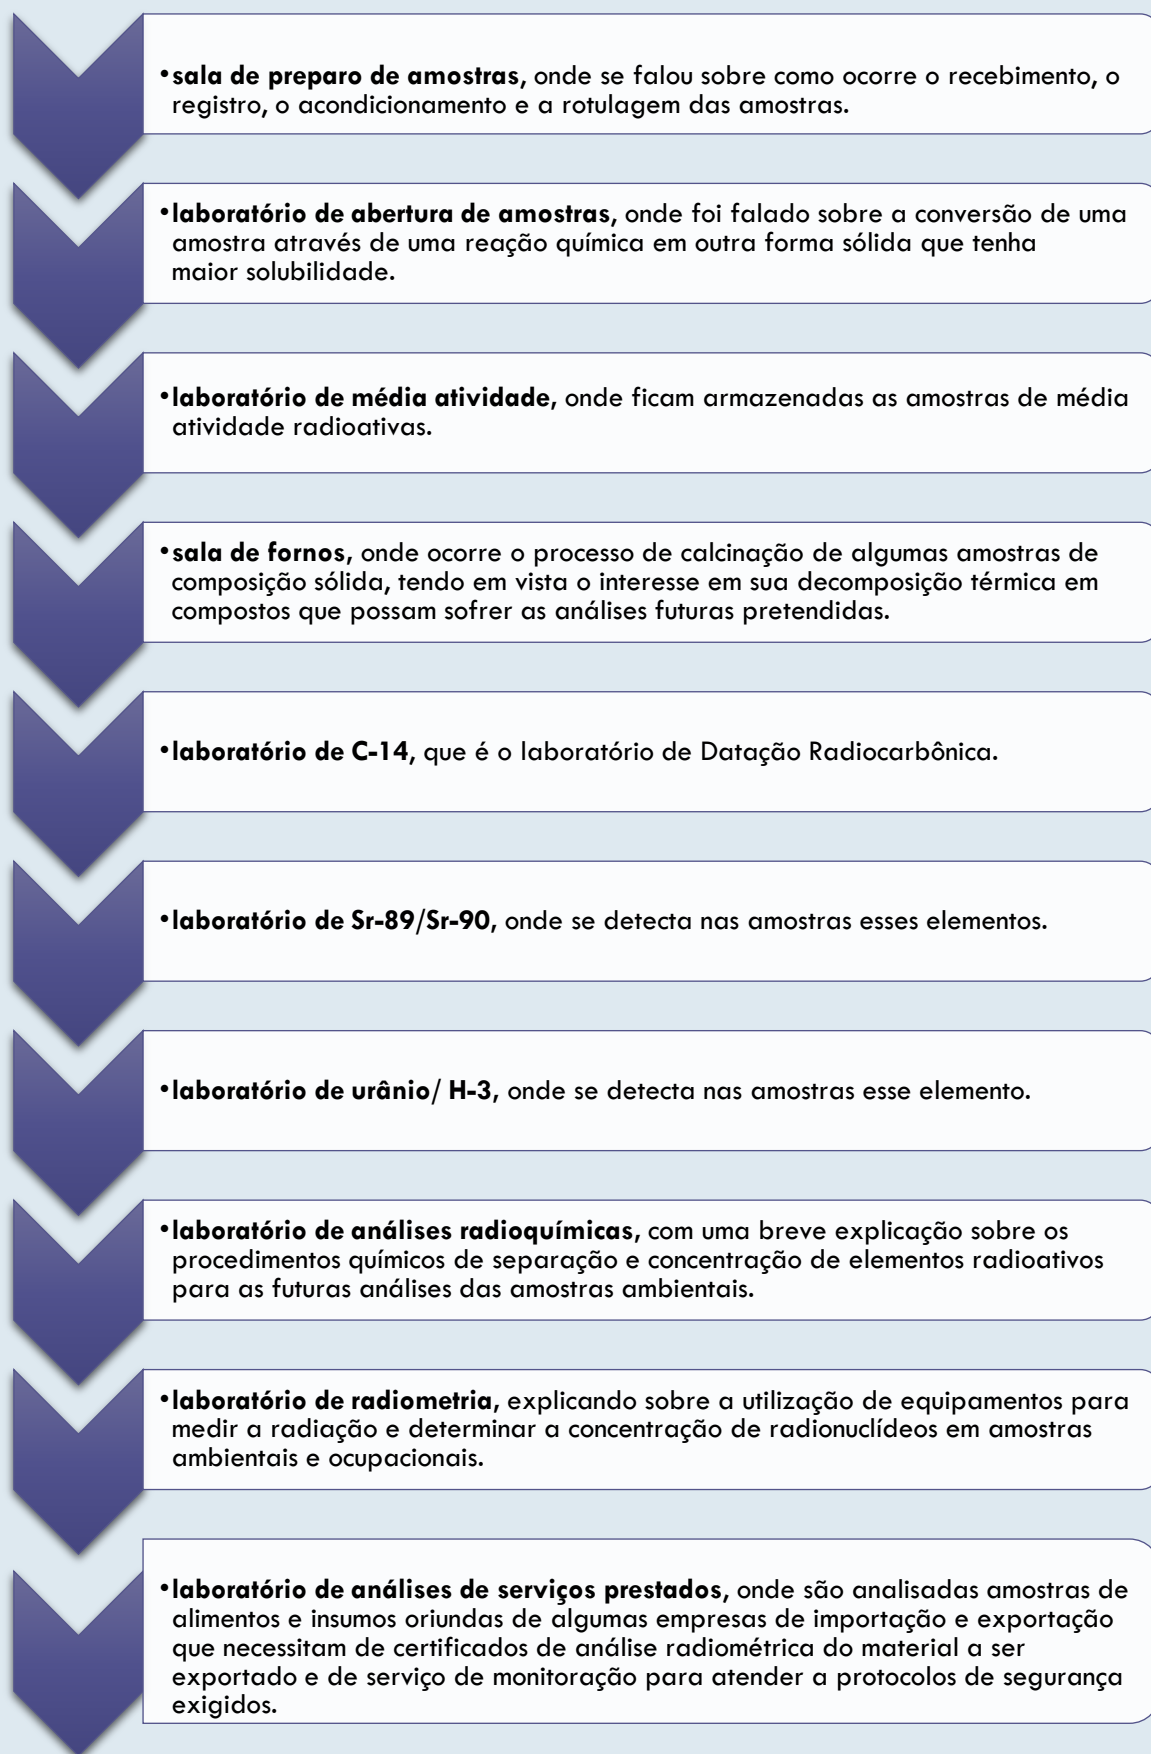 •sala de preparo de amostras, onde se falou sobre como ocorre o recebimento, o
registro, o acondicionamento e a rotulagem das amostras.
•laboratório de abertura de amostras, onde foi falado sobre a conversão de uma
amostra através de uma reação química em outra forma sólida que tenha
maior solubilidade.
•laboratório de média atividade, onde ficam armazenadas as amostras de média
atividade radioativas.
•sala de fornos, onde ocorre o processo de calcinação de algumas amostras de
composição sólida, tendo em vista o interesse em sua decomposição térmica em
compostos que possam sofrer as análises futuras pretendidas.
•laboratório de C-14, que é o laboratório de Datação Radiocarbônica.
•laboratório de Sr-89/Sr-90, onde se detecta nas amostras esses elementos.
•laboratório de urânio/ H-3, onde se detecta nas amostras esse elemento.
•laboratório de análises radioquímicas, com uma breve explicação sobre os
procedimentos químicos de separação e concentração de elementos radioativos
para as futuras análises das amostras ambientais.
•laboratório de radiometria, explicando sobre a utilização de equipamentos para
medir a radiação e determinar a concentração de radionuclídeos em amostras
ambientais e ocupacionais.
•laboratório de análises de serviços prestados, onde são analisadas amostras de
alimentos e insumos oriundas de algumas empresas de importação e exportação
que necessitam de certificados de análise radiométrica do material a ser
exportado e de serviço de monitoração para atender a protocolos de segurança
exigidos.